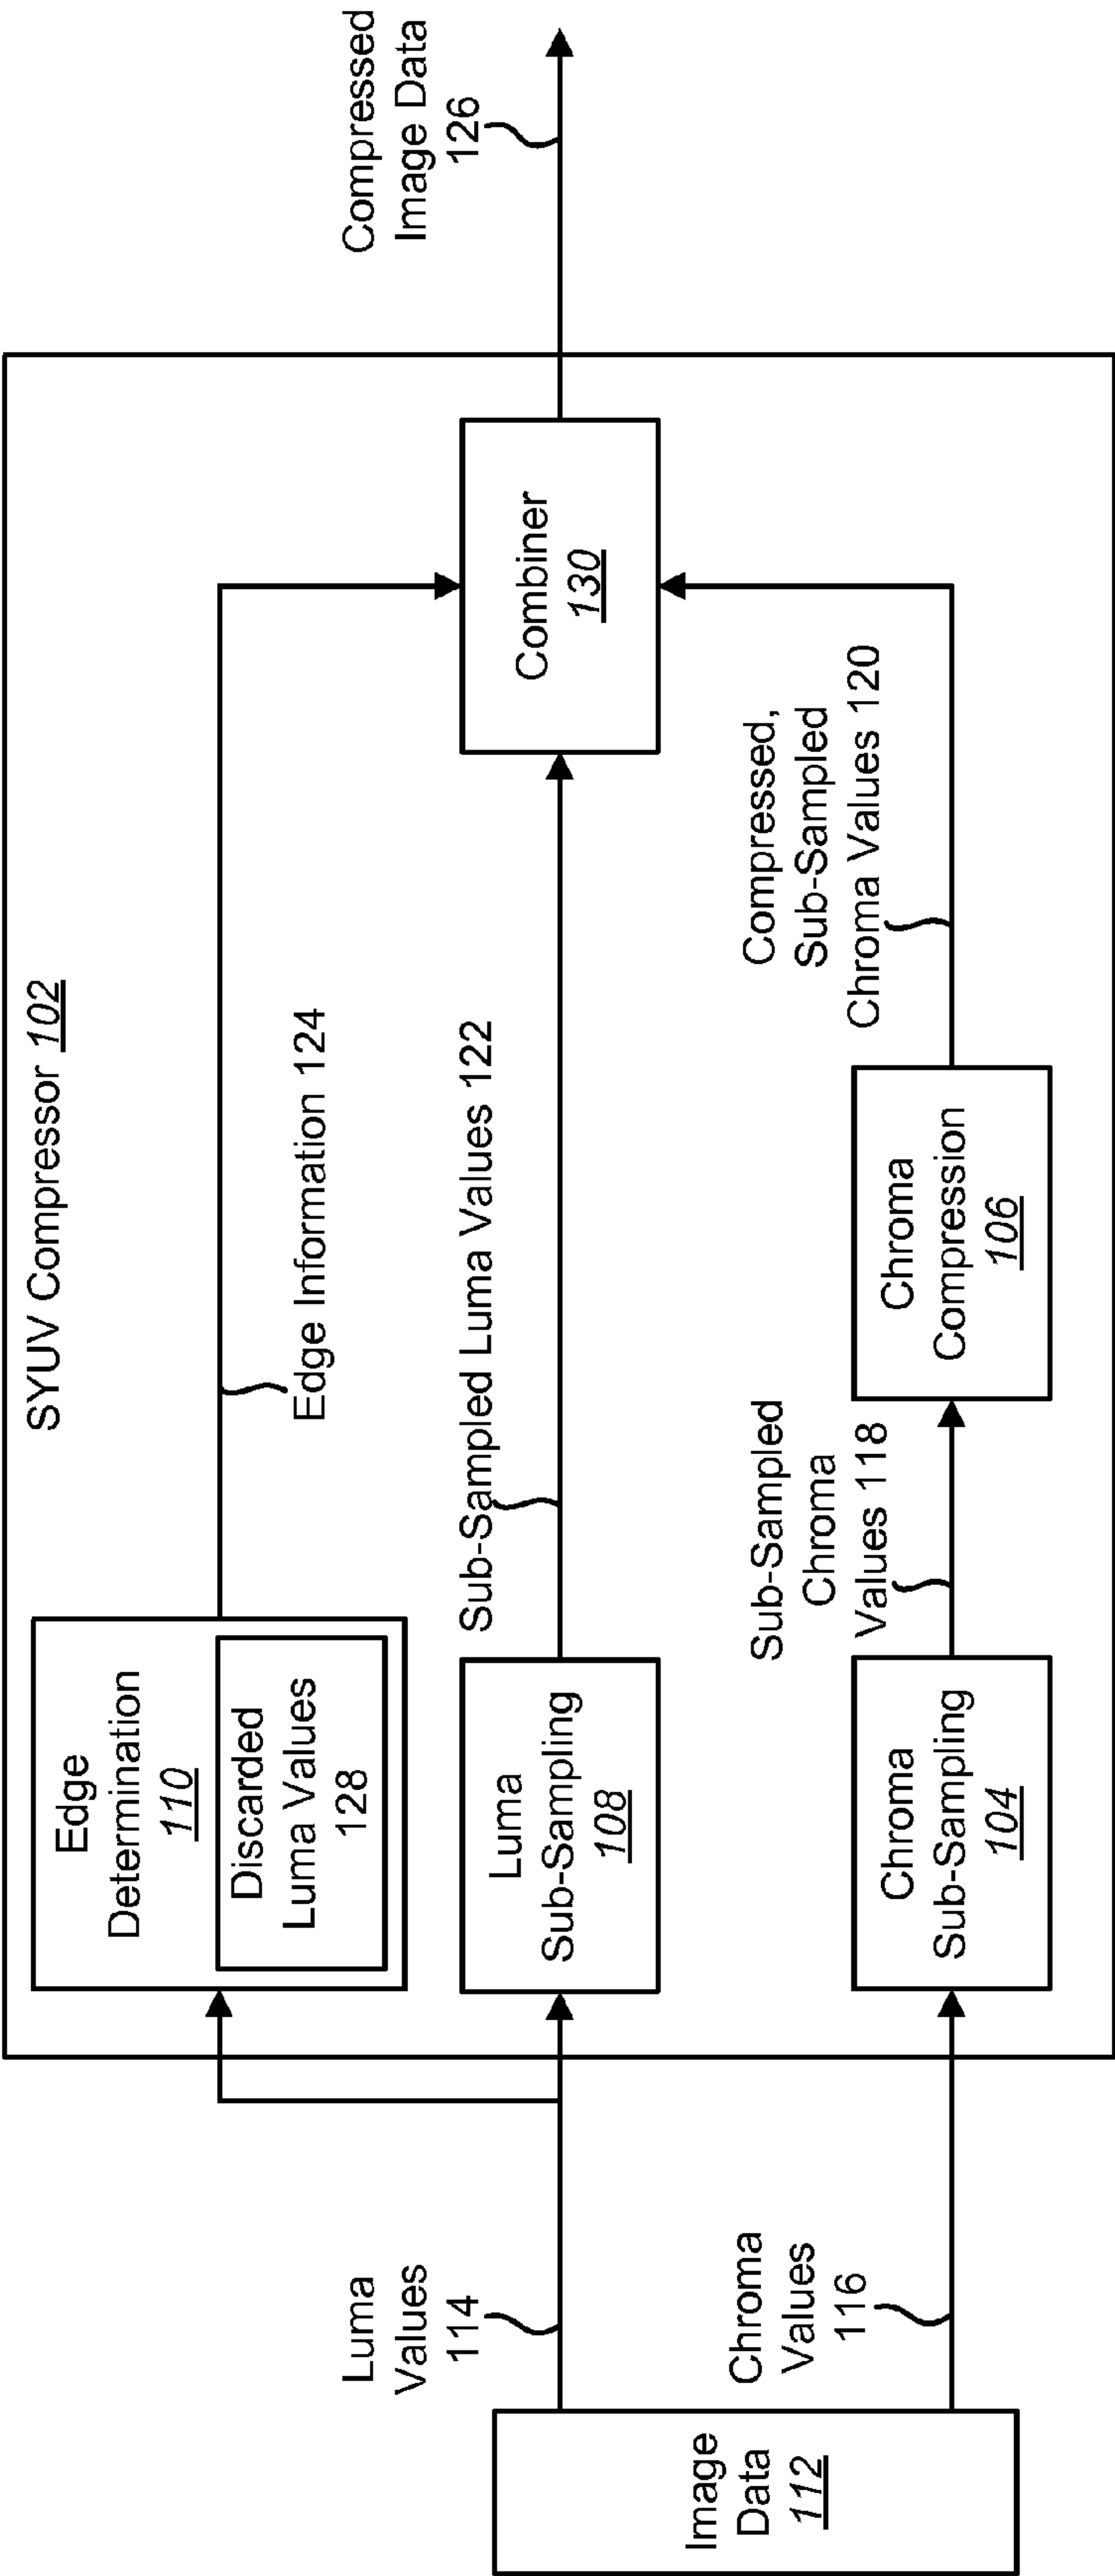 SYUV Compressor 102
Edge
Determination
110
Discarded
Luma Values
128
Edge Information 124
Compressed
Image Data
126
Luma
Values
114
Luma
Sub-Sampling
108
Sub-Sampled Luma Values 122
Combiner
130
Image
Data
112
Chroma
Values
116
Chroma
Sub-Sampling
104
Sub-Sampled
Chroma
Values 118
Chroma
Compression
106
Compressed,
Sub-Sampled
Chroma Values 120